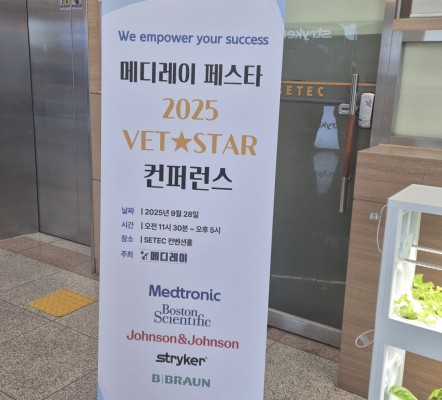 We empower your success
메디레이 페스타
2025
VET★STAR
컨퍼런스
날짜 | 2025년 9월 28일
시간 | 오전 11시 30분 ~ 오후 5시
장소 | SETEC 컨벤션홀
주최 메디레이
Medtronic
Boston
Scientific
Johnson & Johnson
stryker
B|BRAUN
SETEC